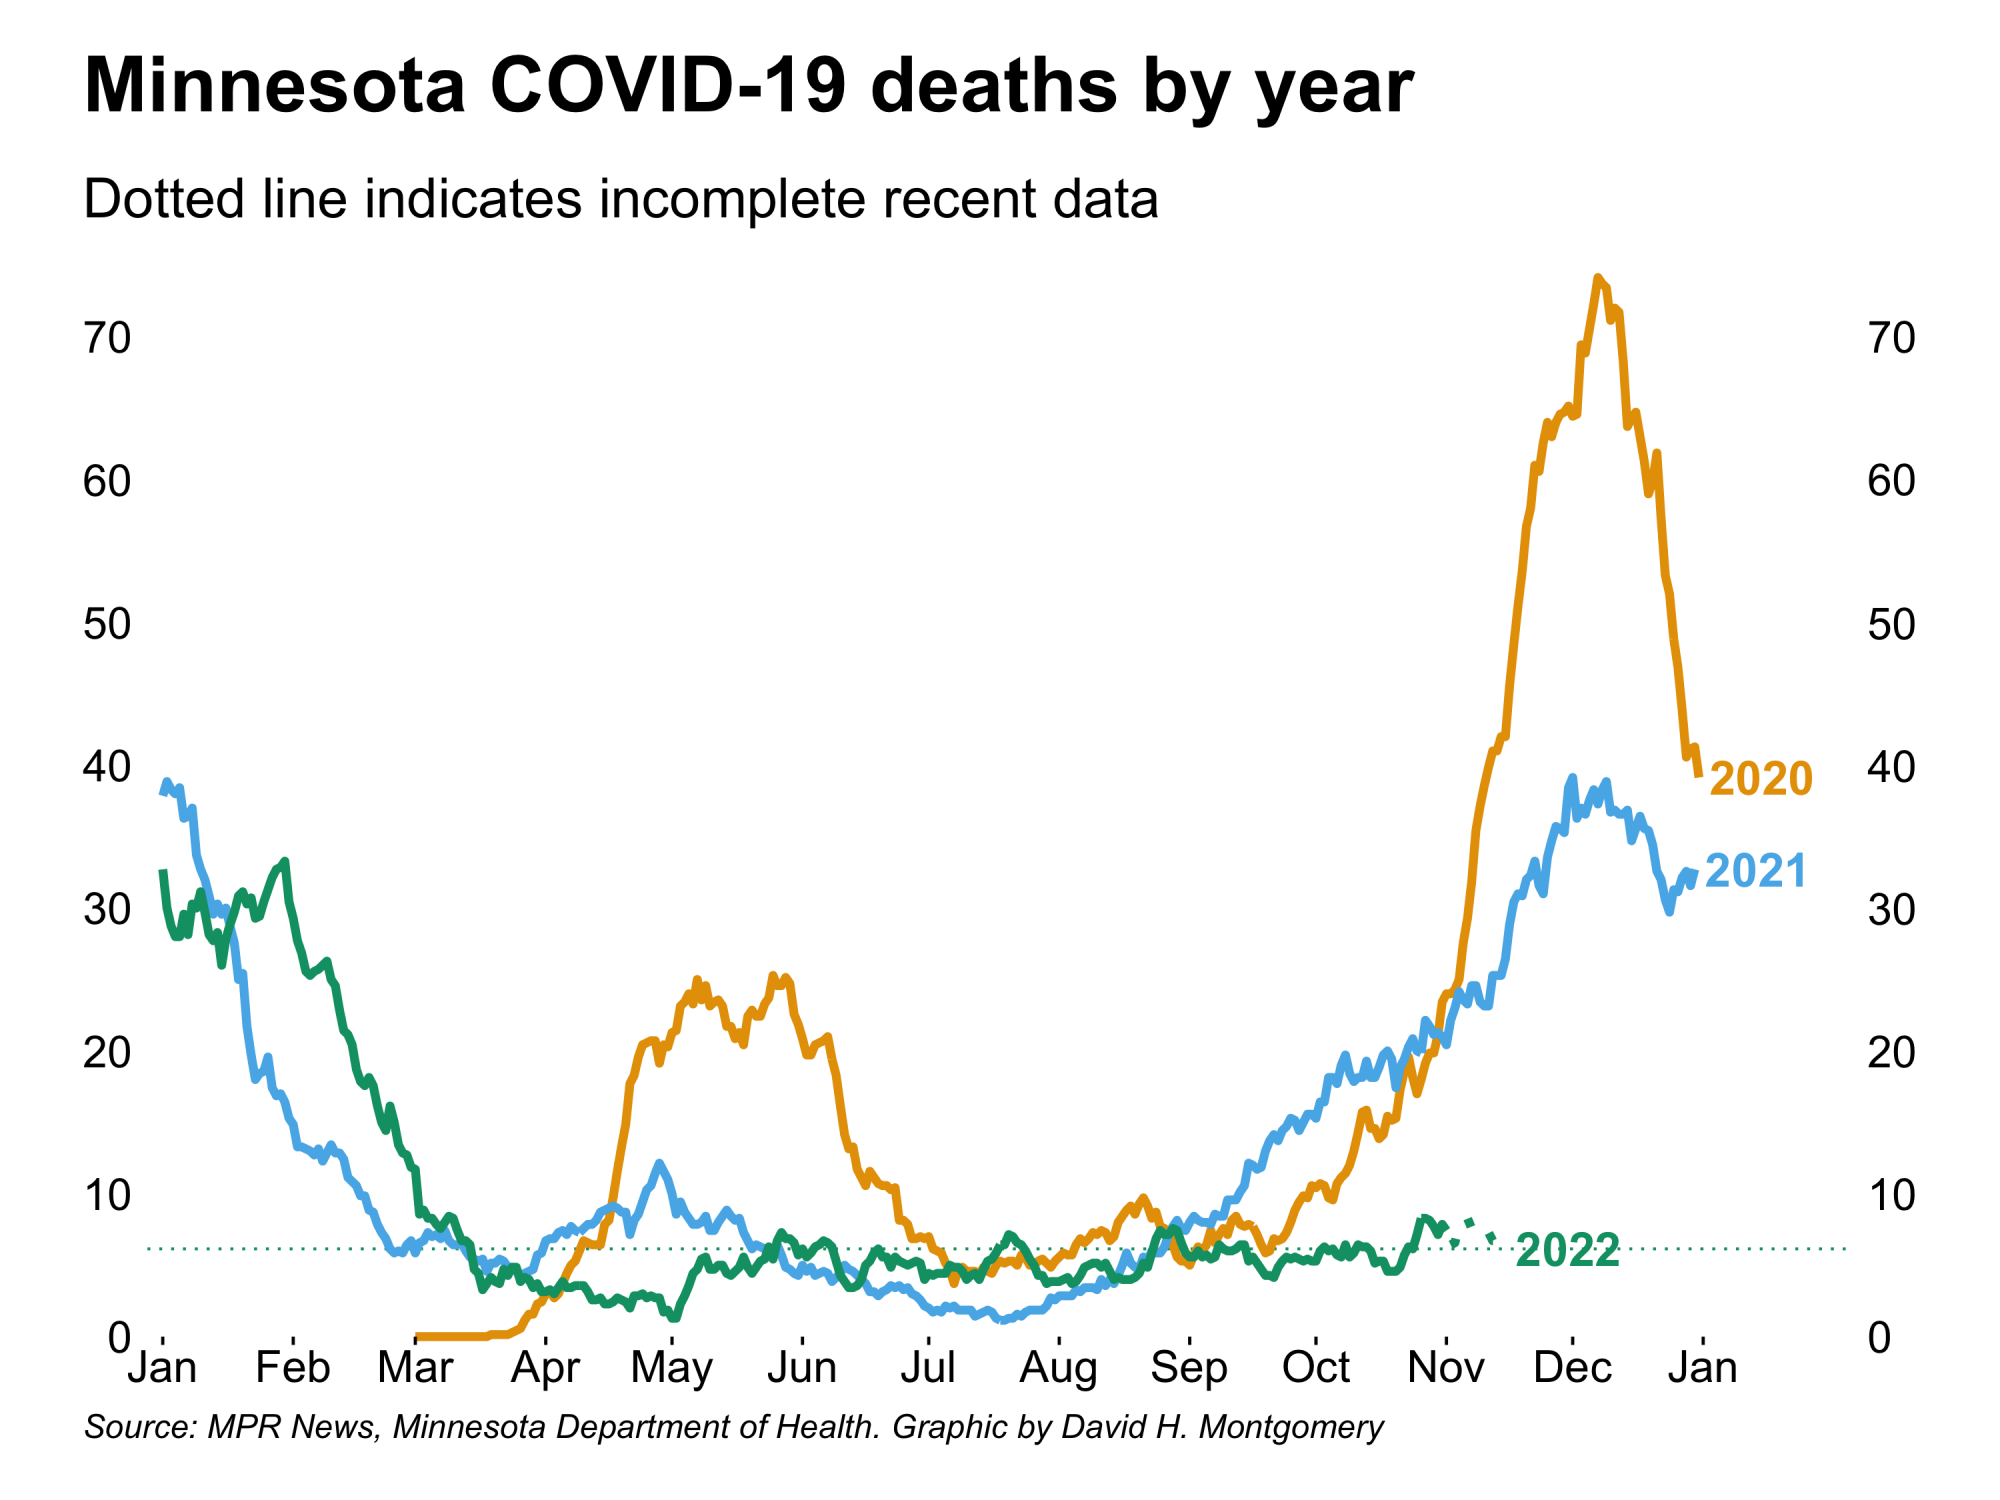 Minnesota COVID-19 deaths by year
Dotted line indicates incomplete recent data
70 70
60 60
50 50
40 40
2020
2021
30 30
20 20
10 10
2022
0 0
Jan Feb Mar Apr May Jun Jul Aug Sep Oct Nov Dec Jan
Source: MPR News, Minnesota Department of Health. Graphic by David H. Montgomery